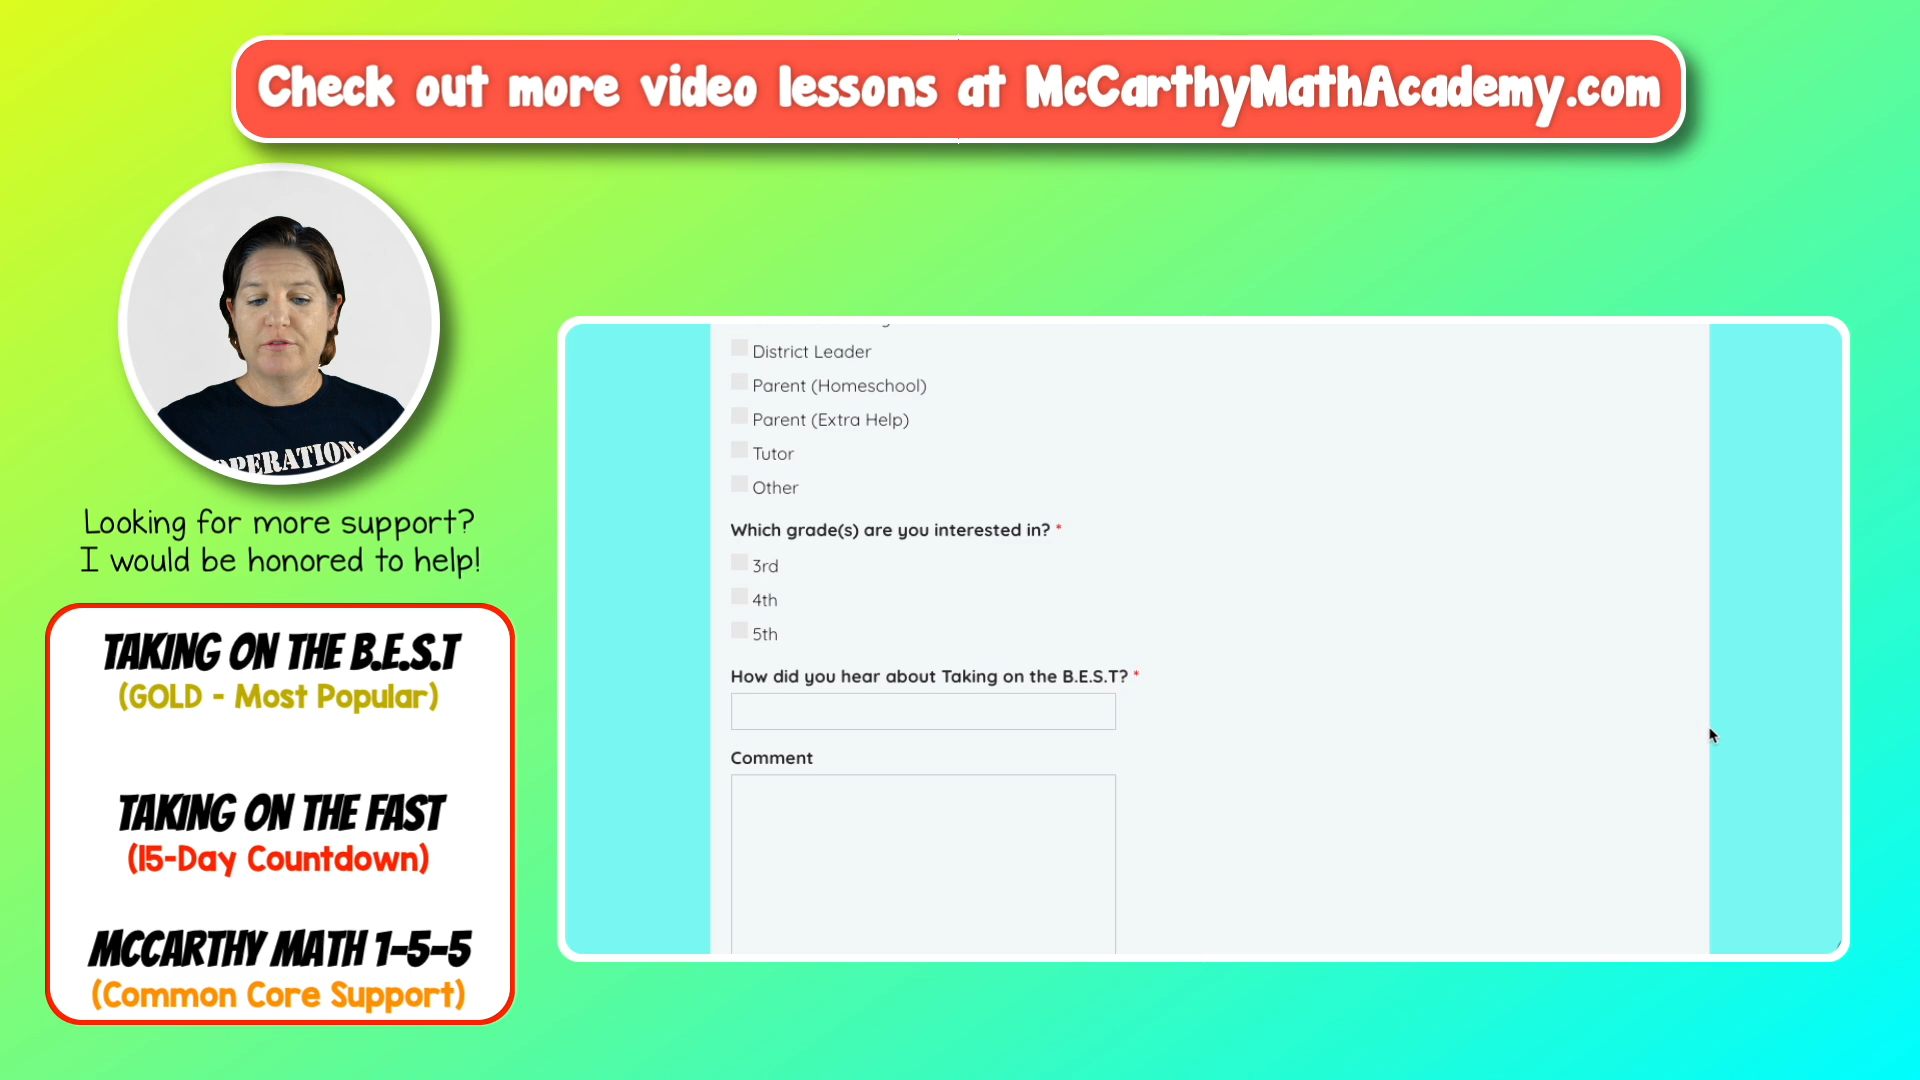 Check out more video lessons at McCarthyMathAcademy.com
OPERATION:
Looking for more support?
I would be honored to help!
TAKING ON THE B.E.S.T
(GOLD - Most Popular)
TAKING ON THE FAST
(15-Day Countdown)
MCCARTHY MATH 1-5-5
(Common Core Support)
District Leader
Parent (Homeschool)
Parent (Extra Help)
Tutor
Other
Which grade(s) are you interested in? *
3rd
4th
5th
How did you hear about Taking on the B.E.S.T? *
Comment